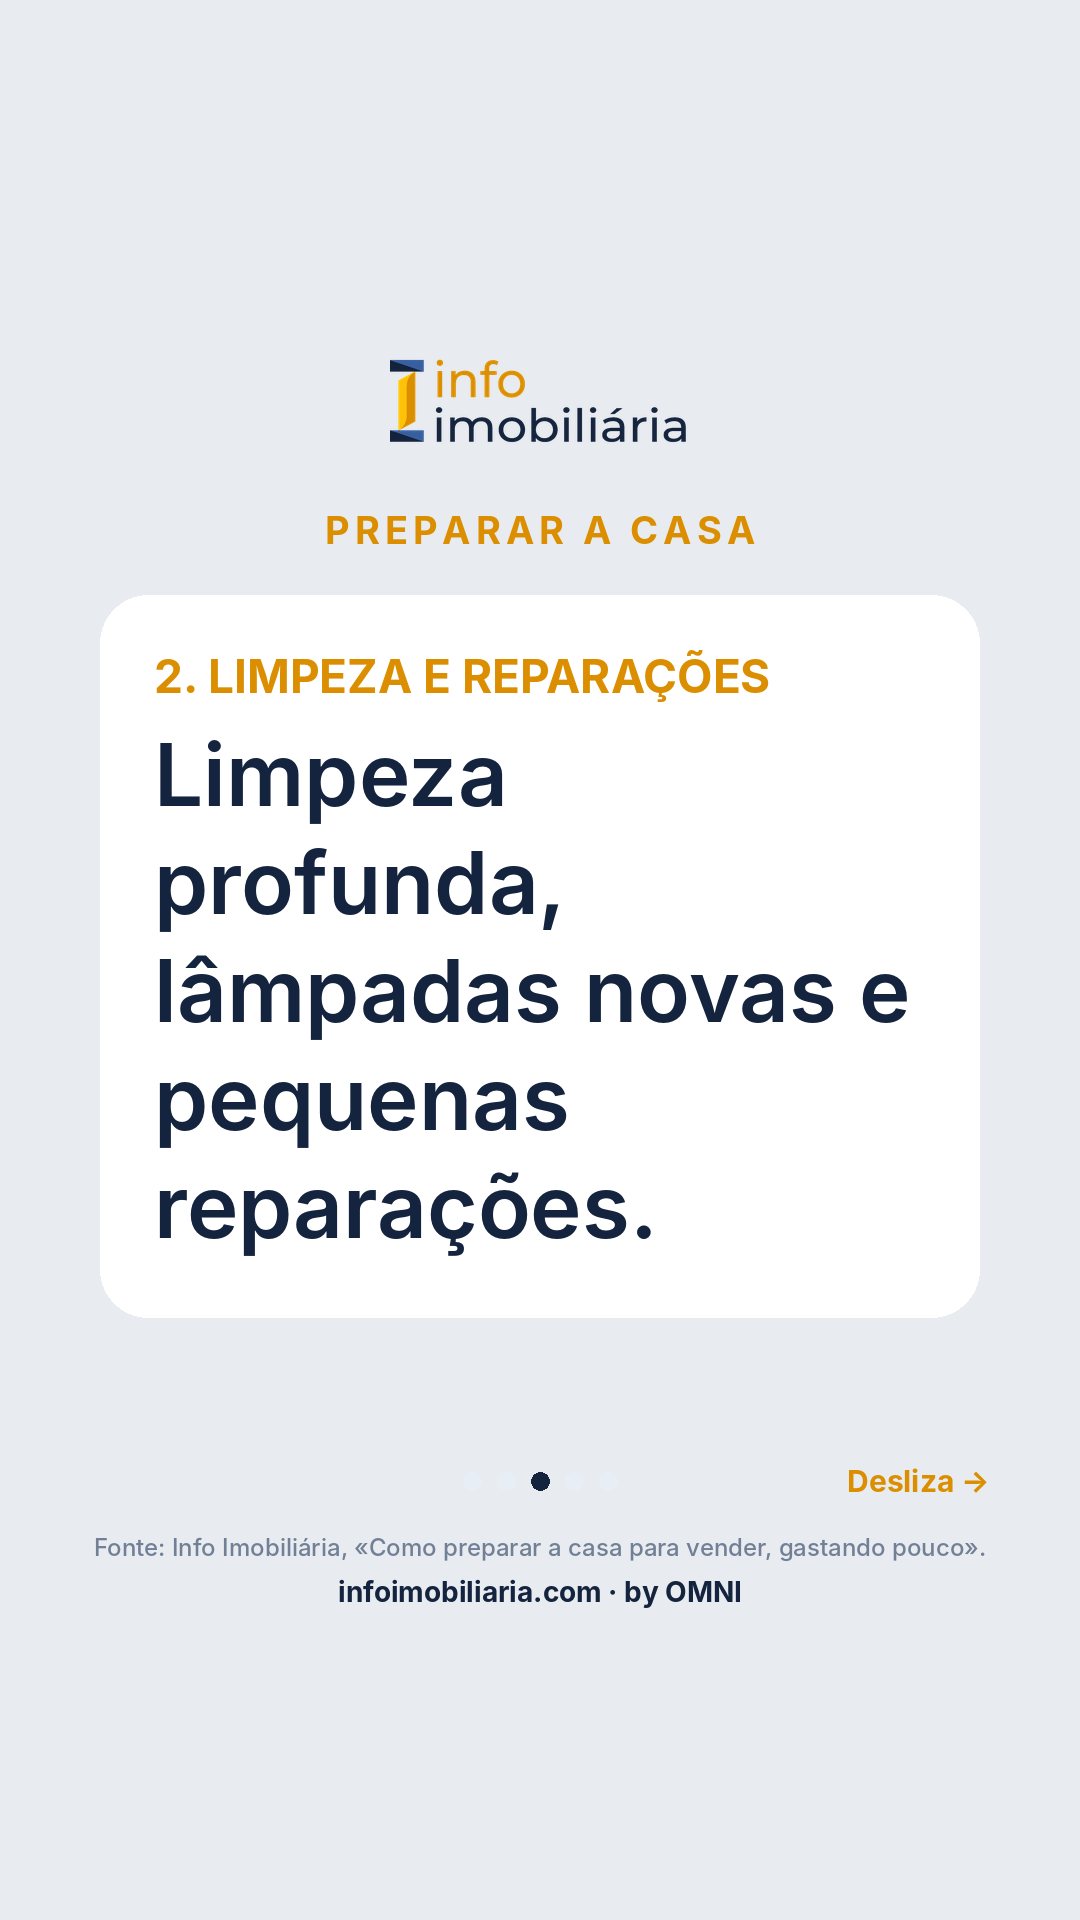 info
imobiliária
PREPARAR A CASA
2. LIMPEZA E REPARAÇÕES
Limpeza
profunda,
lâmpadas novas e
pequenas
reparações.
Desliza →
Fonte: Info Imobiliária, «Como preparar a casa para vender, gastando pouco».
infoimobiliaria.com · by OMNI